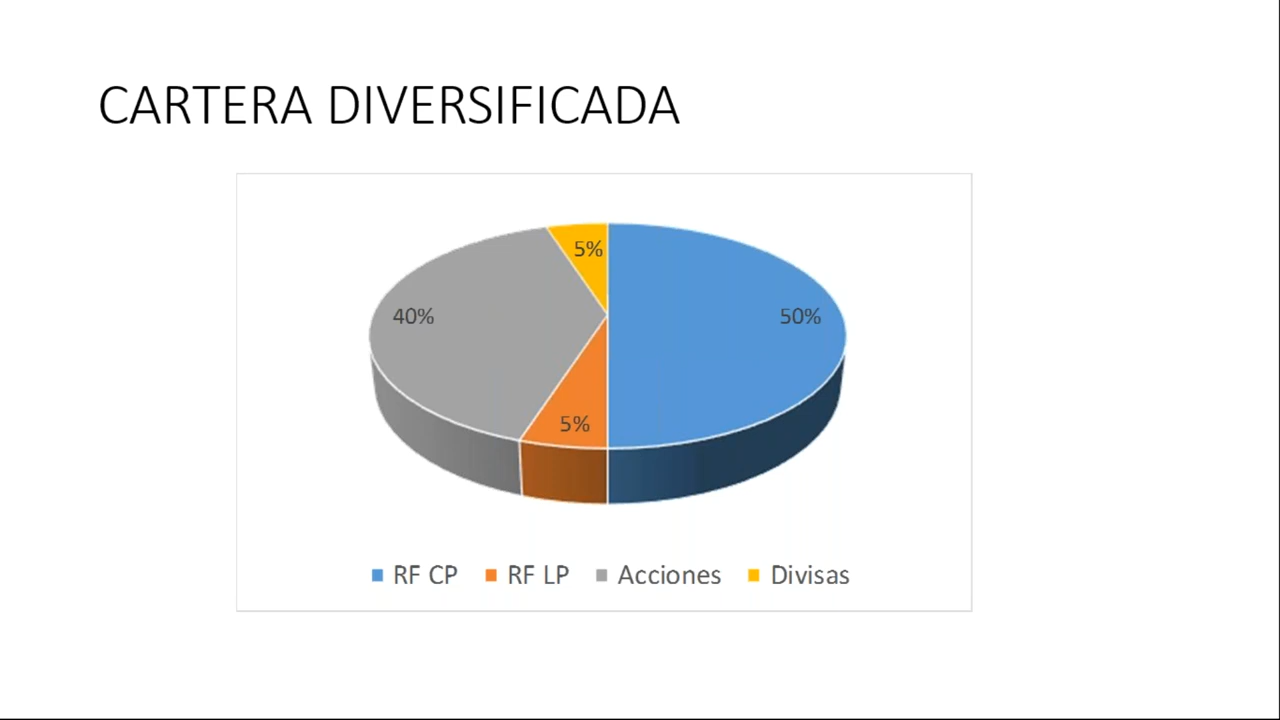 CARTERA DIVERSIFICADA
5%
40%
50%
5%
RF CP RF LP Acciones Divisas